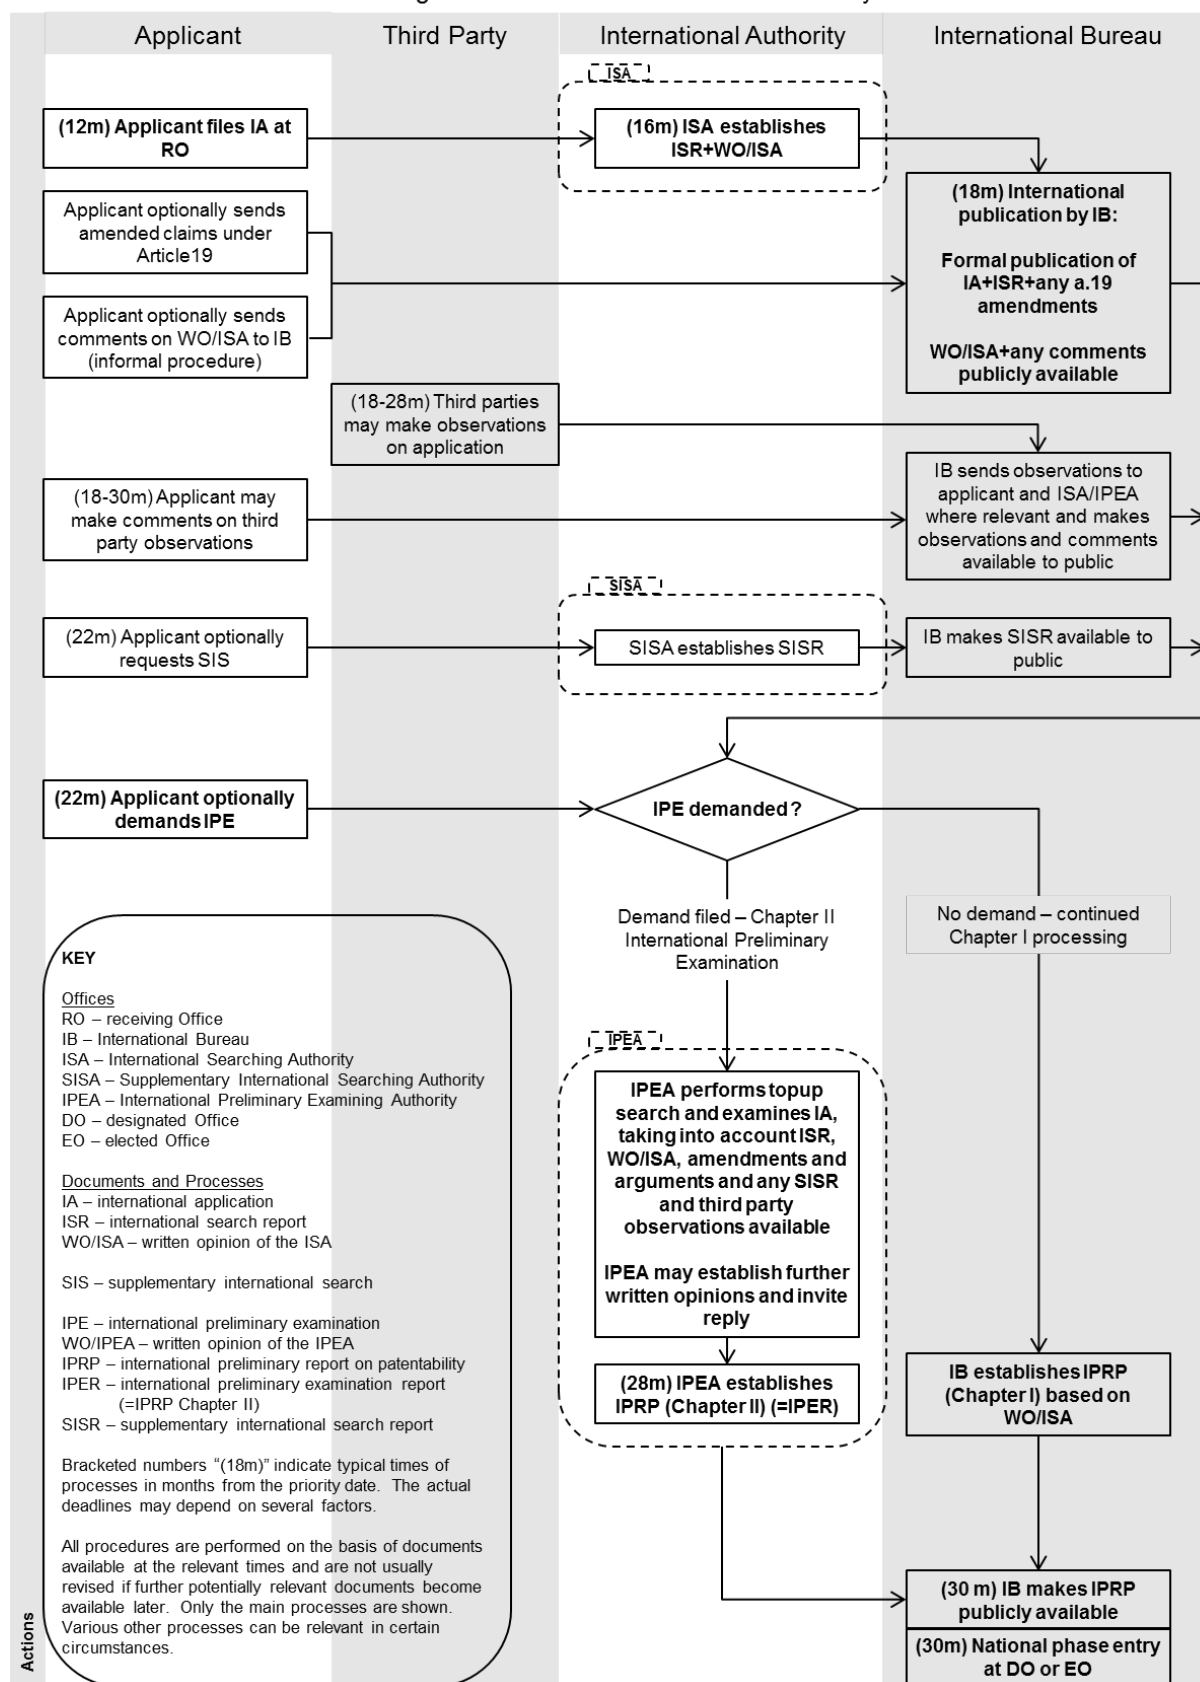 Applicant
Third Party
International Authority
International Bureau
ISA
(12m) Applicant files IA at
RO
(16m) ISA establishes
ISR+WO/ISA
Applicant optionally sends
amended claims under
Article19
(18m) International
publication by IB:
Formal publication of
IA+ISR+any a.19
amendments
WO/ISA+any comments
publicly available
Applicant optionally sends
comments on WO/ISA to IB
(informal procedure)
(18-28m) Third parties
may make observations
on application
(18-30m) Applicant may
make comments on third
party observations
IB sends observations to
applicant and ISA/IPEA
where relevant and makes
observations and comments
available to public
SISA
(22m) Applicant optionally
requests SIS
SISA establishes SISR
IB makes SISR available to
public
(22m) Applicant optionally
demands IPE
IPE demanded?
Demand filed – Chapter II
International Preliminary
Examination
No demand – continued
Chapter I processing
KEY
Offices
RO – receiving Office
IB – International Bureau
ISA – International Searching Authority
SISA – Supplementary International Searching Authority
IPEA – International Preliminary Examining Authority
DO – designated Office
EO – elected Office
Documents and Processes
IA – international application
ISR – international search report
WO/ISA – written opinion of the ISA
SIS – supplementary international search
IPE – international preliminary examination
WO/IPEA – written opinion of the IPEA
IPRP – international preliminary report on patentability
IPER – international preliminary examination report
(=IPRP Chapter II)
SISR – supplementary international search report
Bracketed numbers “(18m)” indicate typical times of
processes in months from the priority date. The actual
deadlines may depend on several factors.
All procedures are performed on the basis of documents
available at the relevant times and are not usually
revised if further potentially relevant documents become
available later. Only the main processes are shown.
Various other processes can be relevant in certain
circumstances.
IPEA
IPEA performs topup
search and examines IA,
taking into account ISR,
WO/ISA, amendments and
arguments and any SISR
and third party
observations available
IPEA may establish further
written opinions and invite
reply
(28m) IPEA establishes
IPRP (Chapter II) (=IPER)
IB establishes IPRP
(Chapter I) based on
WO/ISA
(30 m) IB makes IPRP
publicly available
(30m) National phase entry
at DO or EO
Actions